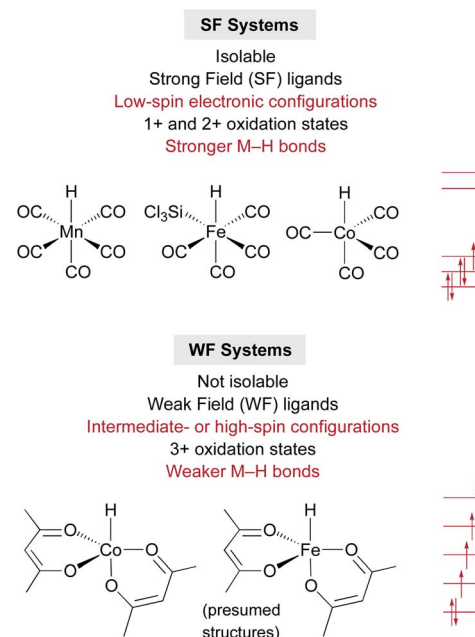 SF Systems
Isolable
Strong Field (SF) ligands
Low-spin electronic configurations
1+ and 2+ oxidation states
Stronger M–H bonds
H H H
OC CO Cl3Si CO CO
Mn Fe OC Co CO
OC CO OC CO CO
CO CO
WF Systems
Not isolable
Weak Field (WF) ligands
Intermediate- or high-spin configurations
3+ oxidation states
Weaker M–H bonds
H H
O O
Co O Fe O
O O O O
(presumed
structures)